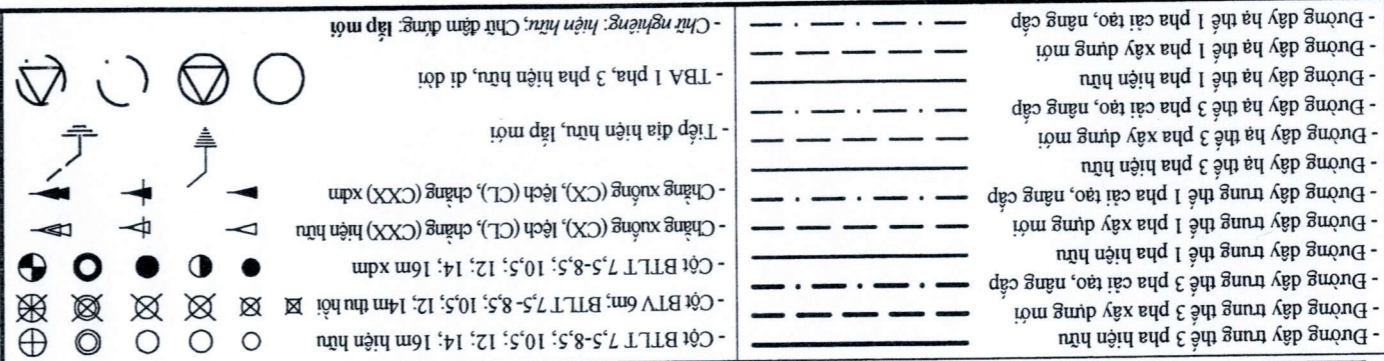 - Đường dây trung thế 3 pha hiện hữu
- Đường dây trung thế 3 pha xây dựng mới
- Đường dây trung thế 3 pha cải tạo, nâng cấp
- Đường dây trung thế 1 pha hiện hữu
- Đường dây trung thế 1 pha xây dựng mới
- Đường dây trung thế 1 pha cải tạo, nâng cấp
- Đường dây hạ thế 3 pha hiện hữu
- Đường dây hạ thế 3 pha xây dựng mới
- Đường dây hạ thế 3 pha cải tạo, nâng cấp
- Đường dây hạ thế 1 pha hiện hữu
- Đường dây hạ thế 1 pha xây dựng mới
- Đường dây hạ thế 1 pha cải tạo, nâng cấp
- Cột BTLT 7,5-8,5; 10,5; 12; 14; 16m hiện hữu
- Cột BTV 6m; BTLT 7,5- 8,5; 10,5; 12; 14m thu hồi
- Cột BTLT 7,5-8,5; 10,5; 12; 14; 16m xdm
- Chằng xuống (CX), lệch (CL), chằng (CXX) hiện hữu
- Chằng xuống (CX), lệch (CL), chằng (CXX) xdm
- Tiếp địa hiện hữu, lắp mới
- TBA 1 pha, 3 pha hiện hữu, di dời
- Chữ nghiêng: hiện hữu; Chữ đậm đứng: lắp mới